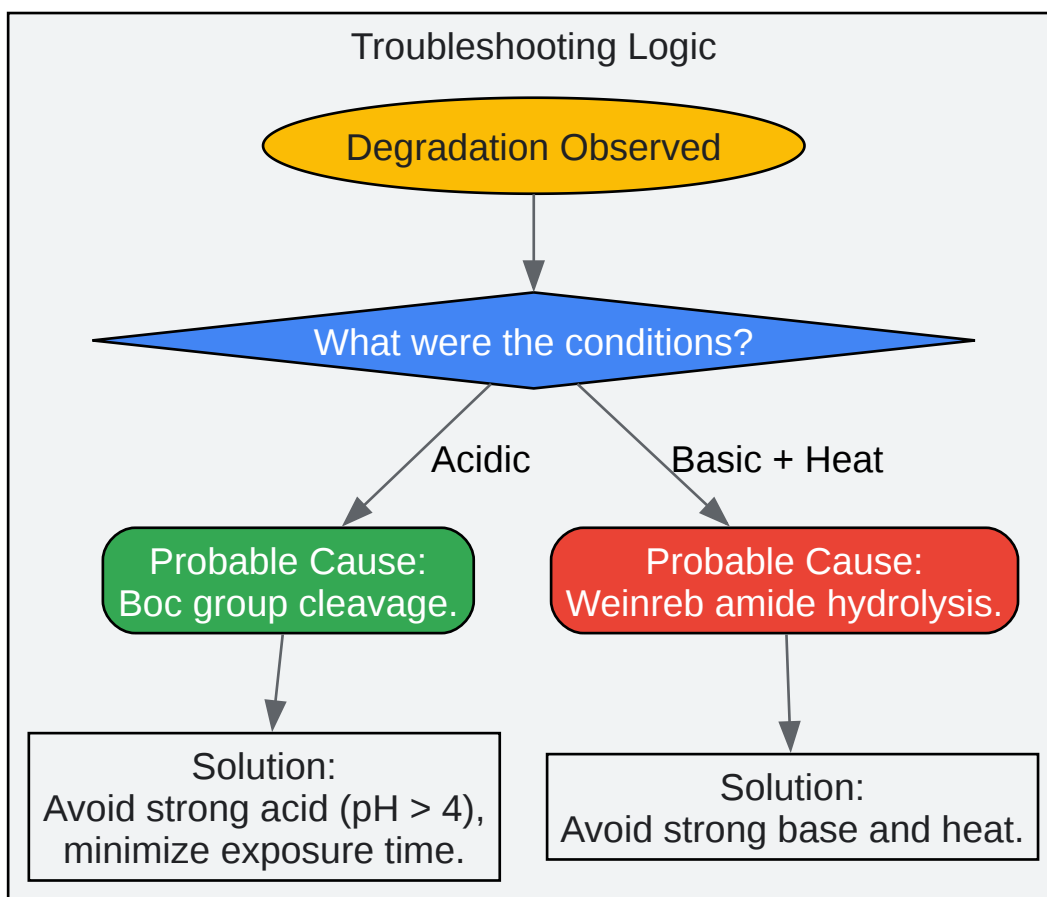 Troubleshooting Logic
Degradation Observed
What were the conditions?
Acidic
Basic + Heat
Probable Cause:
Boc group cleavage.
Probable Cause:
Weinreb amide hydrolysis.
Solution:
Avoid strong acid (pH > 4),
minimize exposure time.
Solution:
Avoid strong base and heat.